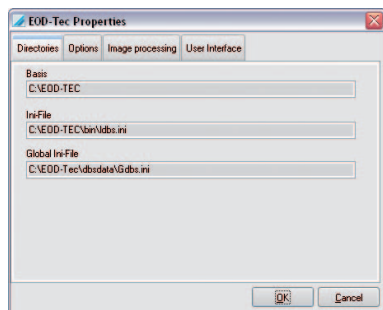 EOD-Tec Properties
Directories Options Image processing User Interface
Basis
C:\EOD-TEC
Ini-File
C:\EOD-TEC\bin\ldbs.ini
Global Ini-File
C:\EOD-Tec\dbsdata\Gdbs.ini
OK Cancel